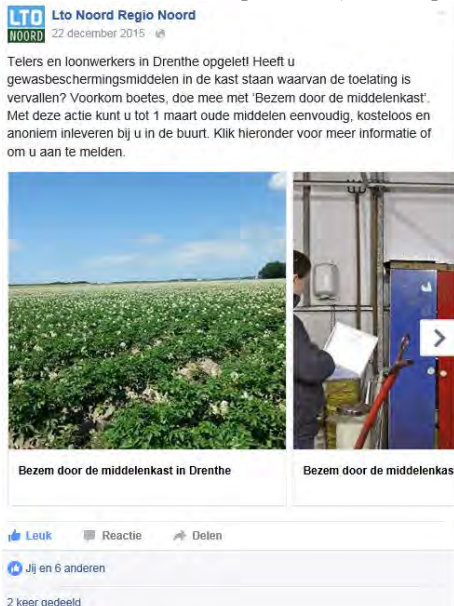 LTO
NOORD
Lto Noord Regio Noord
22 december 2015
Telers en loonwerkers in Drenthe opgelet! Heeft u
gewasbeschermingsmiddelen in de kast staan waarvan de toelating is
vervallen? Voorkom boetes, doe mee met 'Bezem door de middelenkast'.
Met deze actie kunt u tot 1 maart oude middelen eenvoudig, kosteloos en
anoniem inleveren bij u in de buurt. Klik hieronder voor meer informatie of
om u aan te melden.
Bezem door de middelenkast in Drenthe
Bezem door de middelenkas
Leuk Reactie Delen
Jij en 6 anderen
2 keer gedeeld